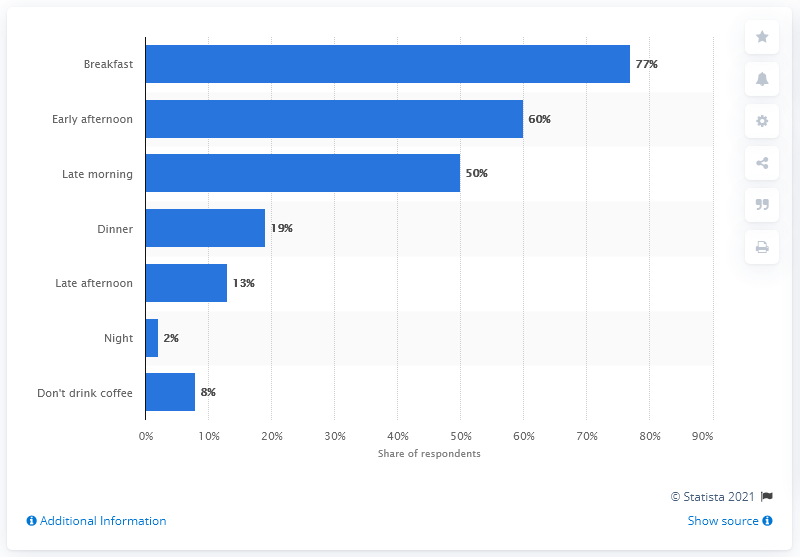 Breakfast 77%
Early afternoon 60%
Late morning 50%
Dinner 19%
Late afternoon 13%
Night 2%
Don't drink coffee 8%
0% 10% 20% 30% 40% 50% 60% 70% 80% 90%
Share of respondents
© Statista 2021
Additional Information Show source